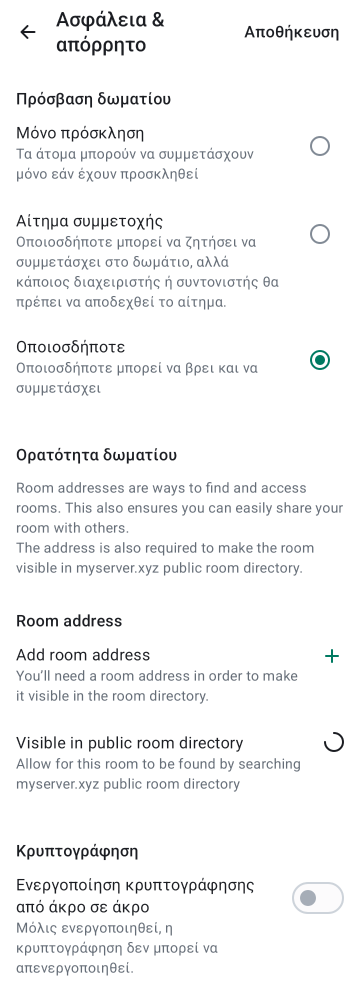 Ασφάλεια &
απόρρητο
Αποθήκευση
Πρόσβαση δωματίου
Μόνο πρόσκληση
Τα άτομα μπορούν να συμμετάσχουν
μόνο εάν έχουν προσκληθεί
Αίτημα συμμετοχής
Οποιοσδήποτε μπορεί να ζητήσει να
συμμετάσχει στο δωμάτιο, αλλά
κάποιος διαχειριστής ή συντονιστής θα
πρέπει να αποδεχθεί το αίτημα.
Οποιοσδήποτε
Οποιοσδήποτε μπορεί να βρει και να
συμμετάσχει
Ορατότητα δωματίου
Room addresses are ways to find and access
rooms. This also ensures you can easily share your
room with others.
The address is also required to make the room
visible in myserver.xyz public room directory.
Room address
Add room address
You’ll need a room address in order to make
it visible in the room directory.
Visible in public room directory
Allow for this room to be found by searching
myserver.xyz public room directory
Κρυπτογράφηση
Ενεργοποίηση κρυπτογράφησης
από άκρο σε άκρο
Μόλις ενεργοποιηθεί, η
κρυπτογράφηση δεν μπορεί να
απενεργοποιηθεί.